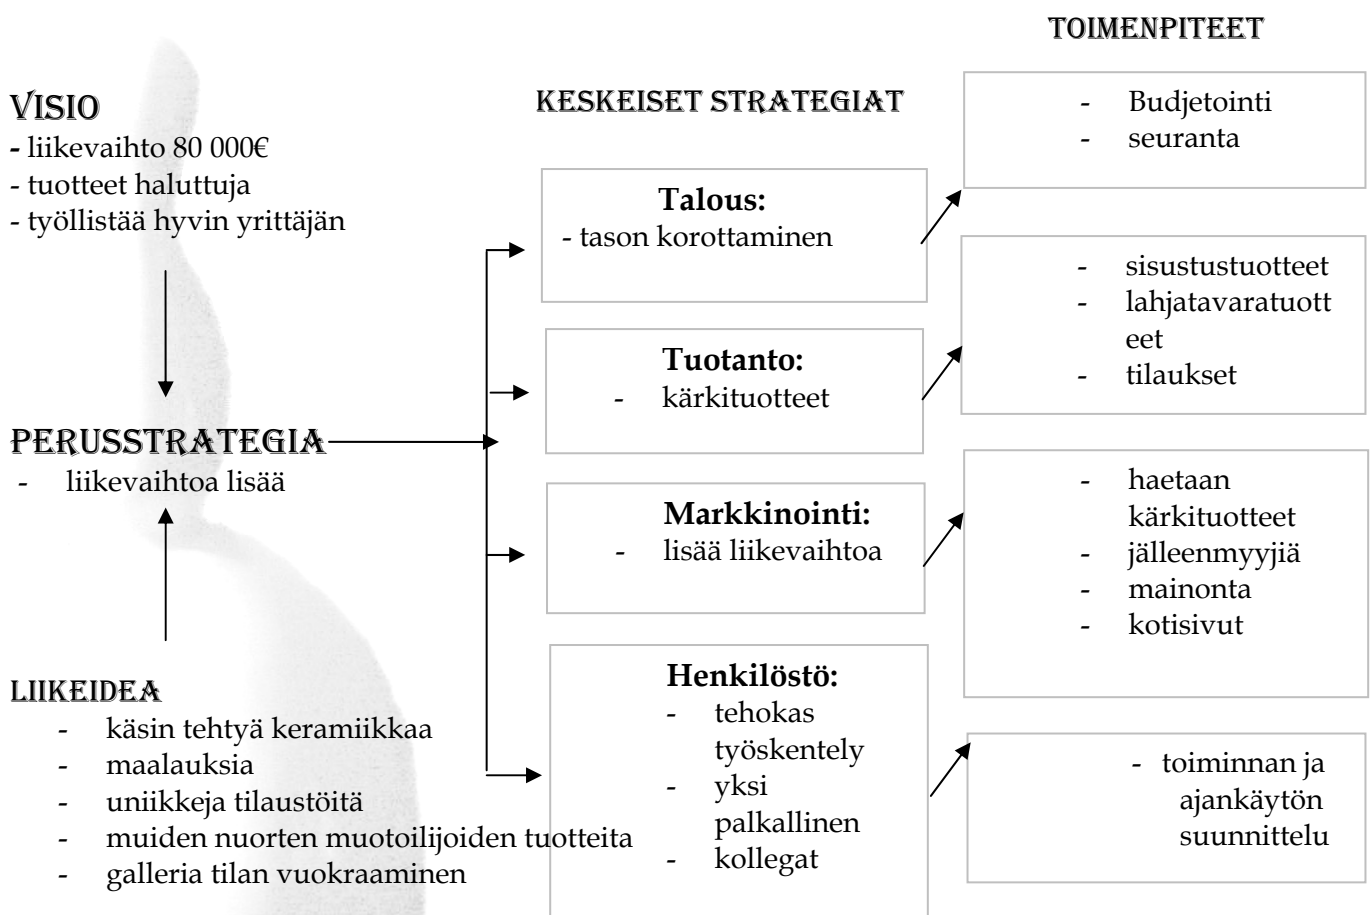 VISIO
- liikevaihto 80 000€
- tuotteet haluttuja
- työllistää hyvin yrittäjän
PERUSSTRATEGIA
- liikevaihtoa lisää
LIIKEIDEA
- käsin tehtyä keramiikkaa
- maalauksia
- uniikkeja tilaustöitä
- muiden nuorten muotoilijoiden tuotteita
- galleria tilan vuokraaminen
KESKEISET STRATEGIAT
Talous:
- tason korottaminen
Tuotanto:
- kärkituotteet
Markkinointi:
- lisää liikevaihtoa
Henkilöstö:
- tehokas
työskentely
- yksi
palkallinen
- kollegat
TOIMENPITEET
- Budjetointi
- seuranta
- sisustustuotteet
- lahjatavaratuott
eet
- tilaukset
- haetaan
kärkituotteet
- jälleenmyyjiä
- mainonta
- kotisivut
- toiminnan ja
ajankäytön
suunnittelu